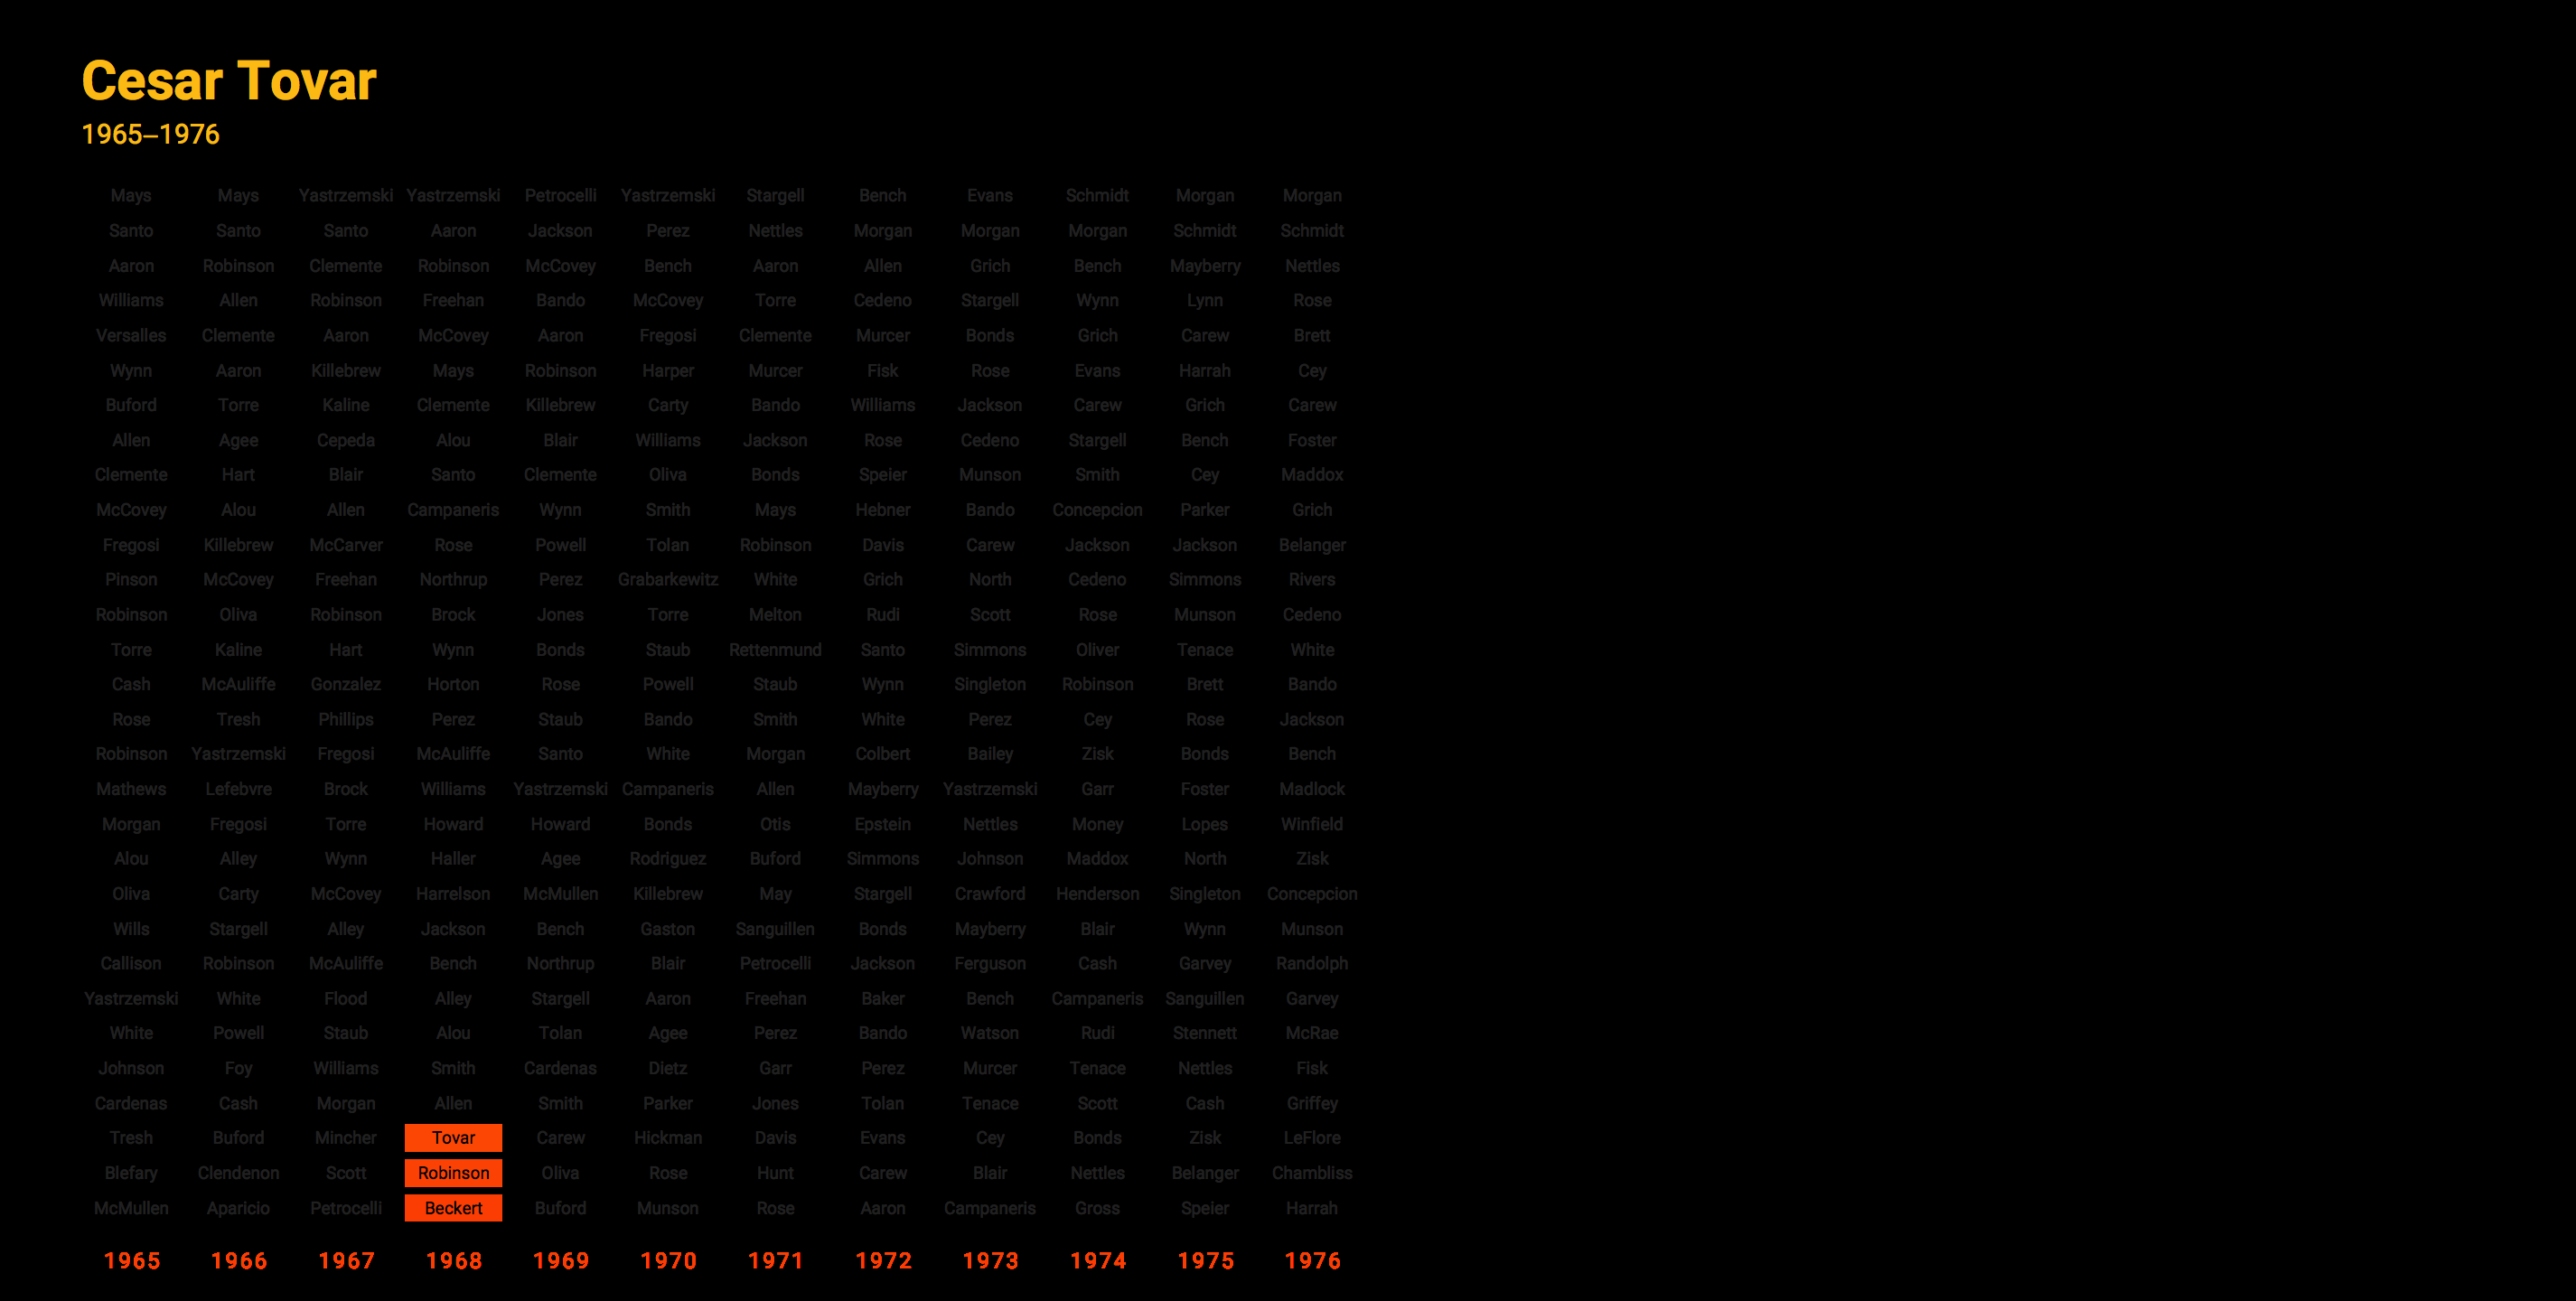 Cesar Tovar
1965–1976
Mays Mays Yastrzemski Yastrzemski Petrocelli Yastrzemski Stargell Bench Evans Schmidt Morgan Morgan
Santo Santo Santo Aaron Jackson Perez Nettles Morgan Morgan Morgan Schmidt Schmidt
Aaron Robinson Clemente Robinson McCovey Bench Aaron Allen Grich Bench Mayberry Nettles
Williams Allen Robinson Freehan Bando McCovey Torre Cedeno Stargell Wynn Lynn Rose
Versalles Clemente Aaron McCovey Aaron Fregosi Clemente Murcer Bonds Grich Carew Brett
Wynn Aaron Killebrew Mays Robinson Harper Murcer Fisk Rose Evans Harrah Cey
Buford Torre Kaline Clemente Killebrew Carty Bando Williams Jackson Carew Grich Carew
Allen Agee Cepeda Alou Blair Williams Jackson Rose Cedeno Stargell Bench Foster
Clemente Hart Blair Santo Clemente Oliva Bonds Speier Munson Smith Cey Maddox
McCovey Alou Allen Campaneris Wynn Smith Mays Hebner Bando Concepcion Parker Grich
Fregosi Killebrew McCarver Rose Powell Tolan Robinson Davis Carew Jackson Jackson Belanger
Pinson McCovey Freehan Northrup Perez Grabarkewitz White Grich North Cedeno Simmons Rivers
Robinson Oliva Robinson Brock Jones Torre Melton Rudi Scott Rose Munson Cedeno
Torre Kaline Hart Wynn Bonds Staub Rettenmund Santo Simmons Oliver Tenace White
Cash McAuliffe Gonzalez Horton Rose Powell Staub Wynn Singleton Robinson Brett Bando
Rose Tresh Phillips Perez Staub Bando Smith White Perez Cey Rose Jackson
Robinson Yastrzemski Fregosi McAuliffe Santo White Morgan Colbert Bailey Zisk Bonds Bench
Mathews Lefebvre Brock Williams Yastrzemski Campaneris Allen Mayberry Yastrzemski Garr Foster Madlock
Morgan Fregosi Torre Howard Howard Bonds Otis Epstein Nettles Money Lopes Winfield
Alou Alley Wynn Haller Agee Rodriguez Buford Simmons Johnson Maddox North Zisk
Oliva Carty McCovey Harrelson McMullen Killebrew May Stargell Crawford Henderson Singleton Concepcion
Wills Stargell Alley Jackson Bench Gaston Sanguillen Bonds Mayberry Blair Wynn Munson
Callison Robinson McAuliffe Bench Northrup Blair Petrocelli Jackson Ferguson Cash Garvey Randolph
Yastrzemski White Flood Alley Stargell Aaron Freehan Baker Bench Campaneris Sanguillen Garvey
White Powell Staub Alou Tolan Agee Perez Bando Watson Rudi Stennett McRae
Johnson Foy Williams Smith Cardenas Dietz Garr Perez Murcer Tenace Nettles Fisk
Cardenas Cash Morgan Allen Smith Parker Jones Tolan Tenace Scott Cash Griffey
Tresh Buford Mincher Tovar Carew Hickman Davis Evans Cey Bonds Zisk LeFlore
Blefary Clendenon Scott Robinson Oliva Rose Hunt Carew Blair Nettles Belanger Chambliss
McMullen Aparicio Petrocelli Beckert Buford Munson Rose Aaron Campaneris Gross Speier Harrah
1965 1966 1967 1968 1969 1970 1971 1972 1973 1974 1975 1976